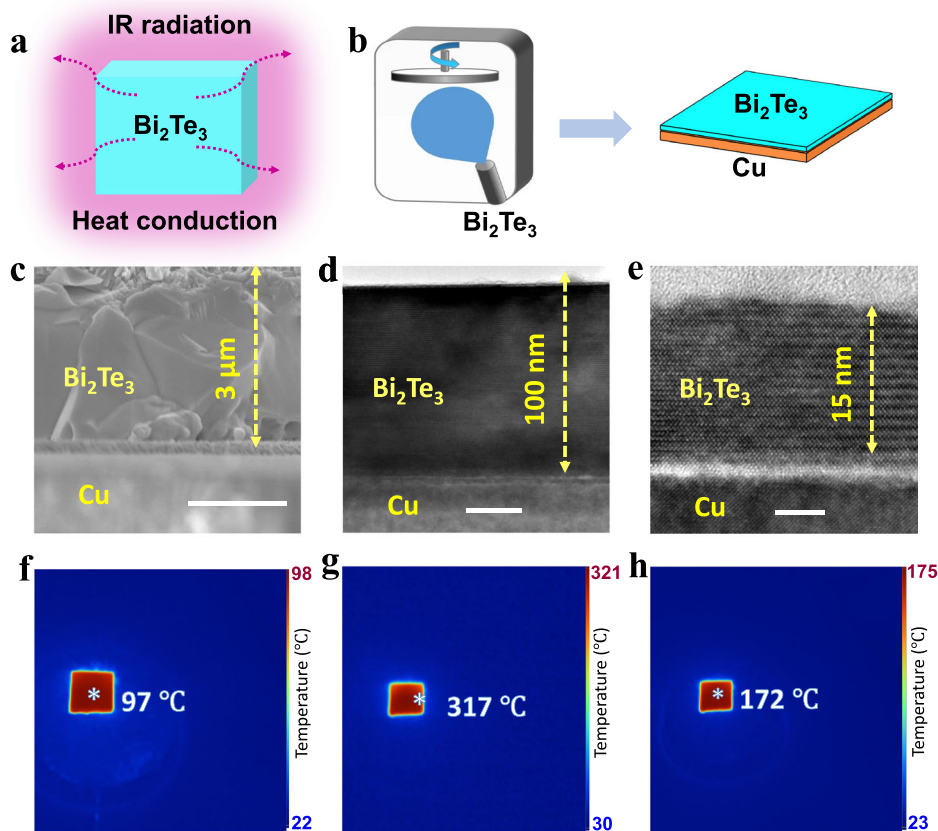 a
IR radiation
Bi₂Te₃
Heat conduction
b
Bi₂Te₃
Bi₂Te₃
Cu
c
3 μm
Bi₂Te₃
Cu
d
100 nm
Bi₂Te₃
Cu
e
15 nm
Bi₂Te₃
Cu
f
98
* 97 ℃
Temperature (℃)
22
g
321
* 317 ℃
Temperature (℃)
30
h
175
* 172 ℃
Temperature (℃)
23